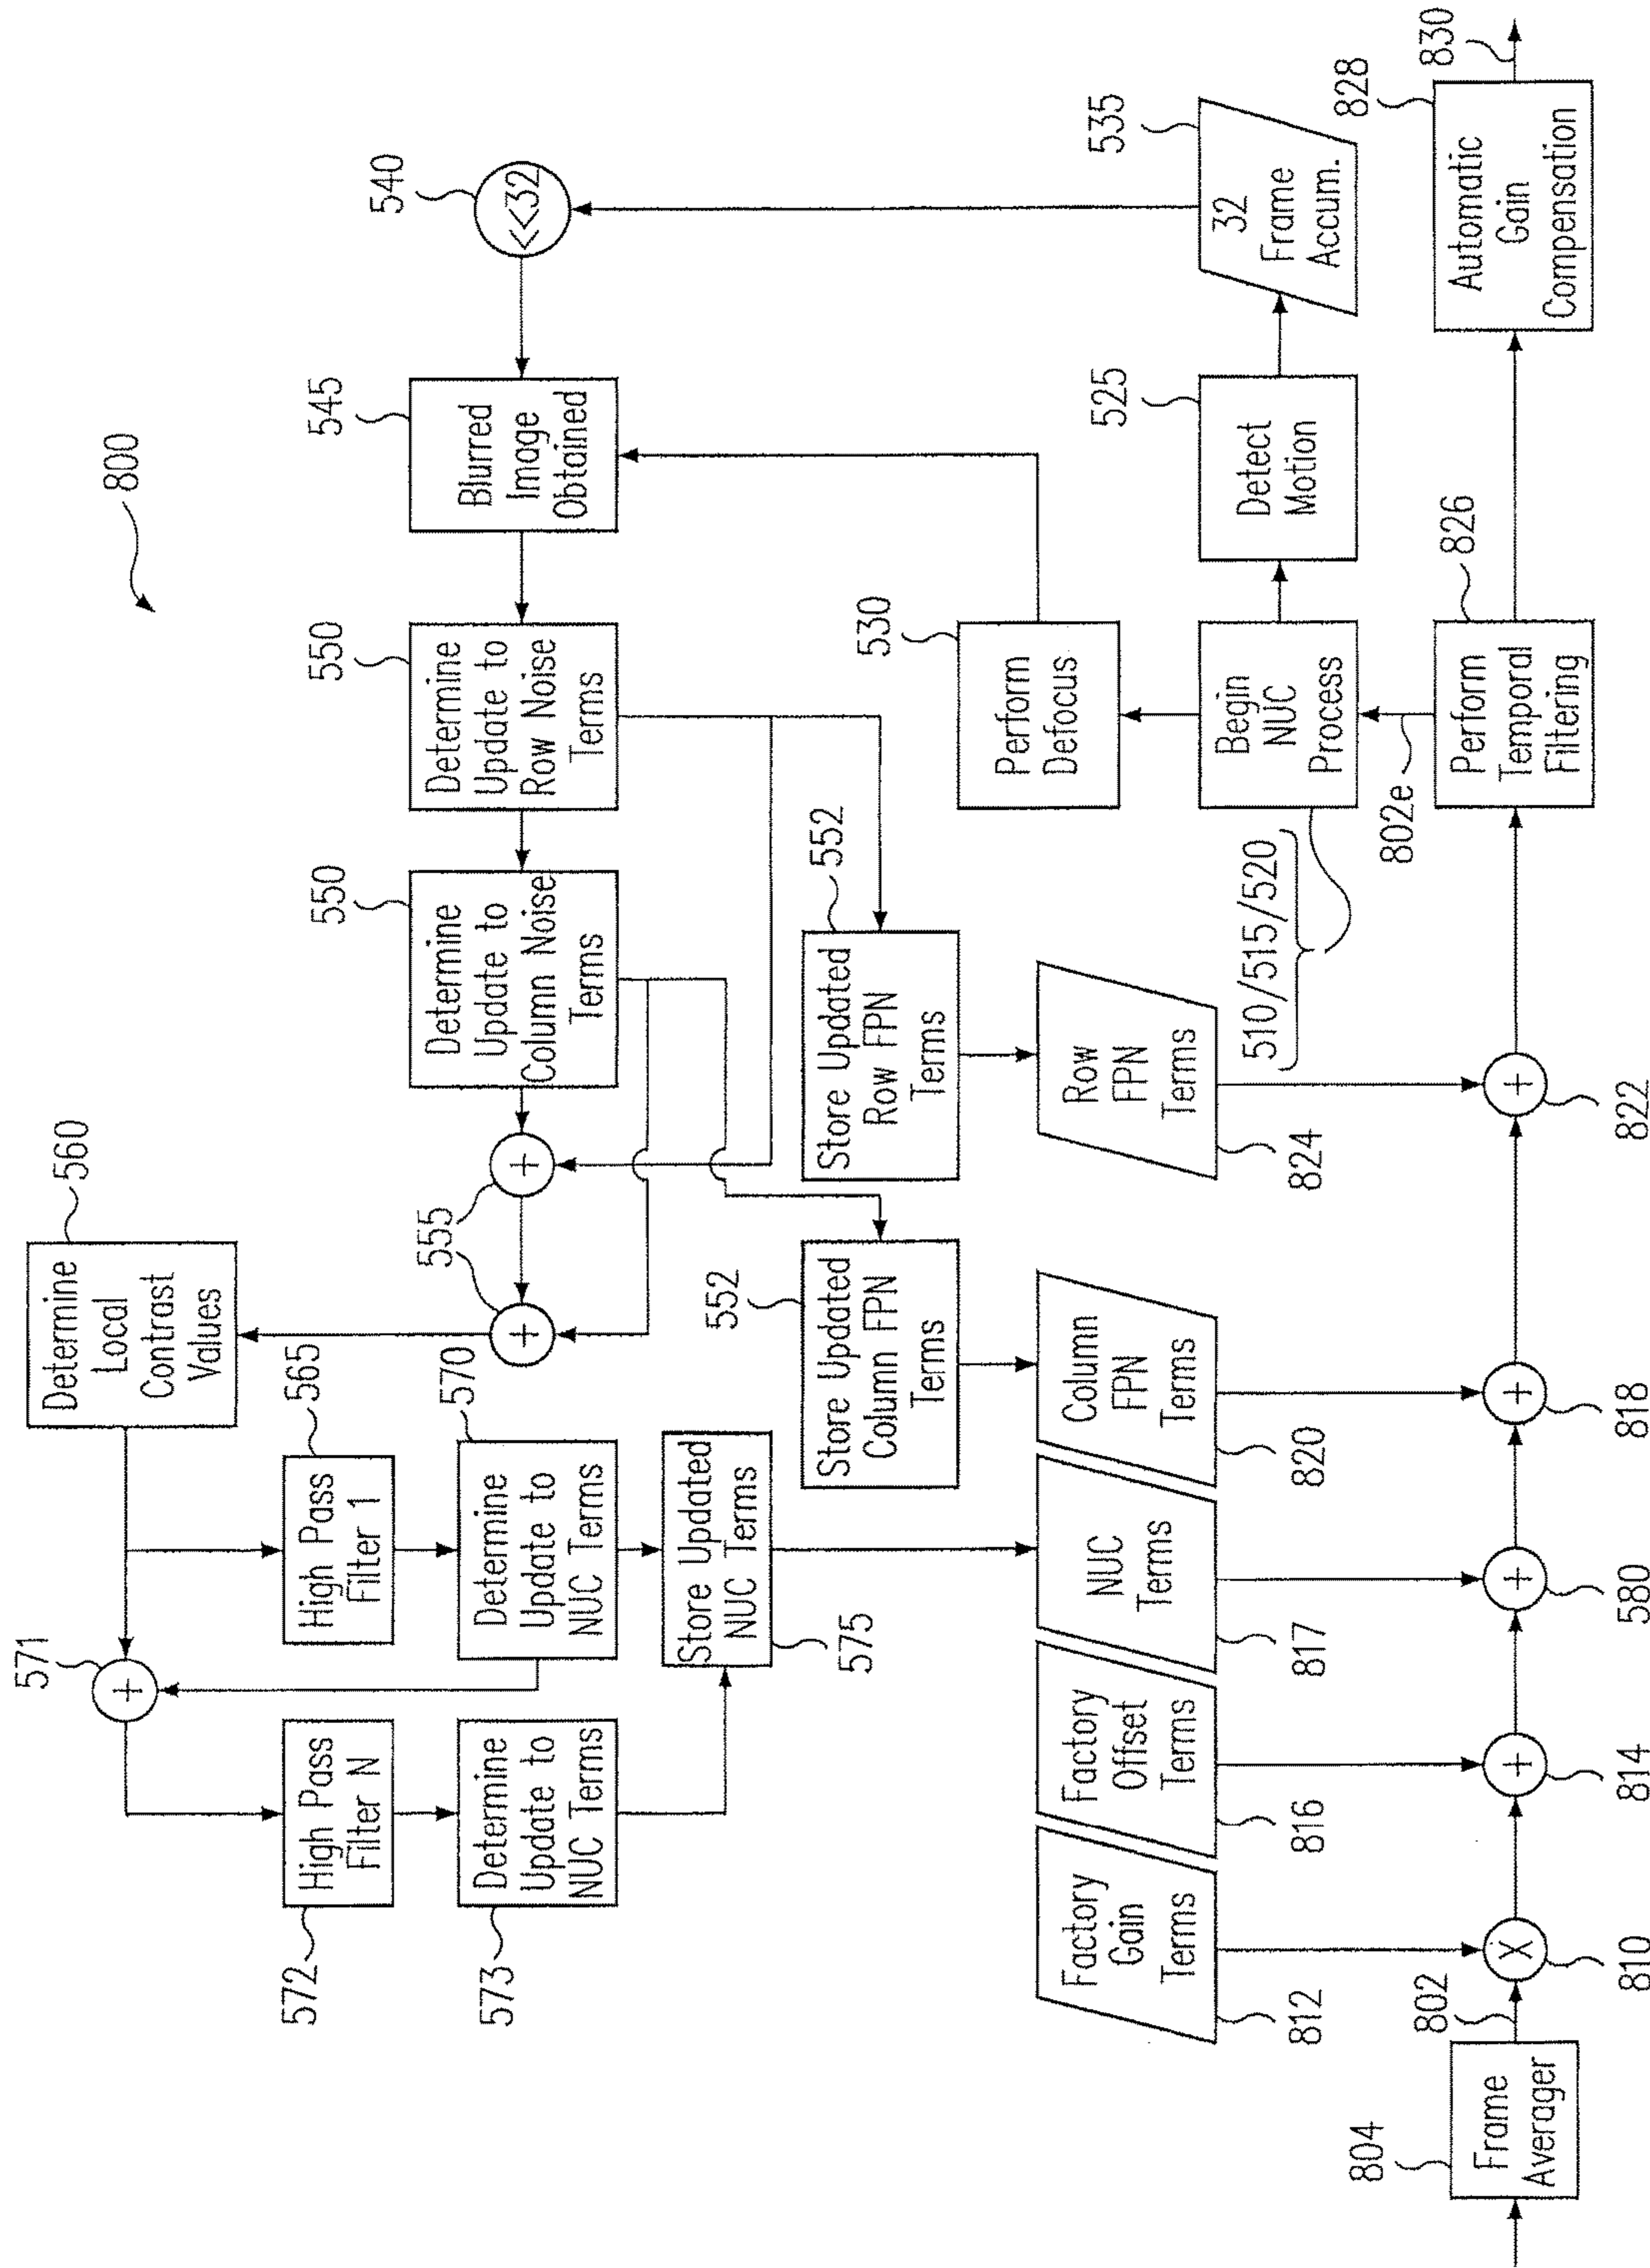 800
560
Determine
Local
Contrast
Values
571
High Pass
Filter 1
565
High Pass
Filter N
572
570
Determine
Update to
NUC Terms
Determine
Update to
NUC Terms
573
Store Updated
NUC Terms
575
555
550
Determine
Update to
Column Noise
Terms
550
Determine
Update to
Row Noise
Terms
545
Blurred
Image
Obtained
540
<<32
552
Store Updated
Column FPN
Terms
552
Store Updated
Row FPN
Terms
530
Perform
Defocus
Factory
Gain
Terms
812
Factory
Offset
Terms
816
NUC
Terms
817
Column
FPN
Terms
820
Row
FPN
Terms
824
510/515/520
Begin
NUC
Process
525
Detect
Motion
535
32
Frame
Accum.
802e
804
Frame
Averager
802
X
810
+
814
+
580
+
818
+
822
826
Perform
Temporal
Filtering
828
Automatic
Gain
Compensation
830
+
+
+